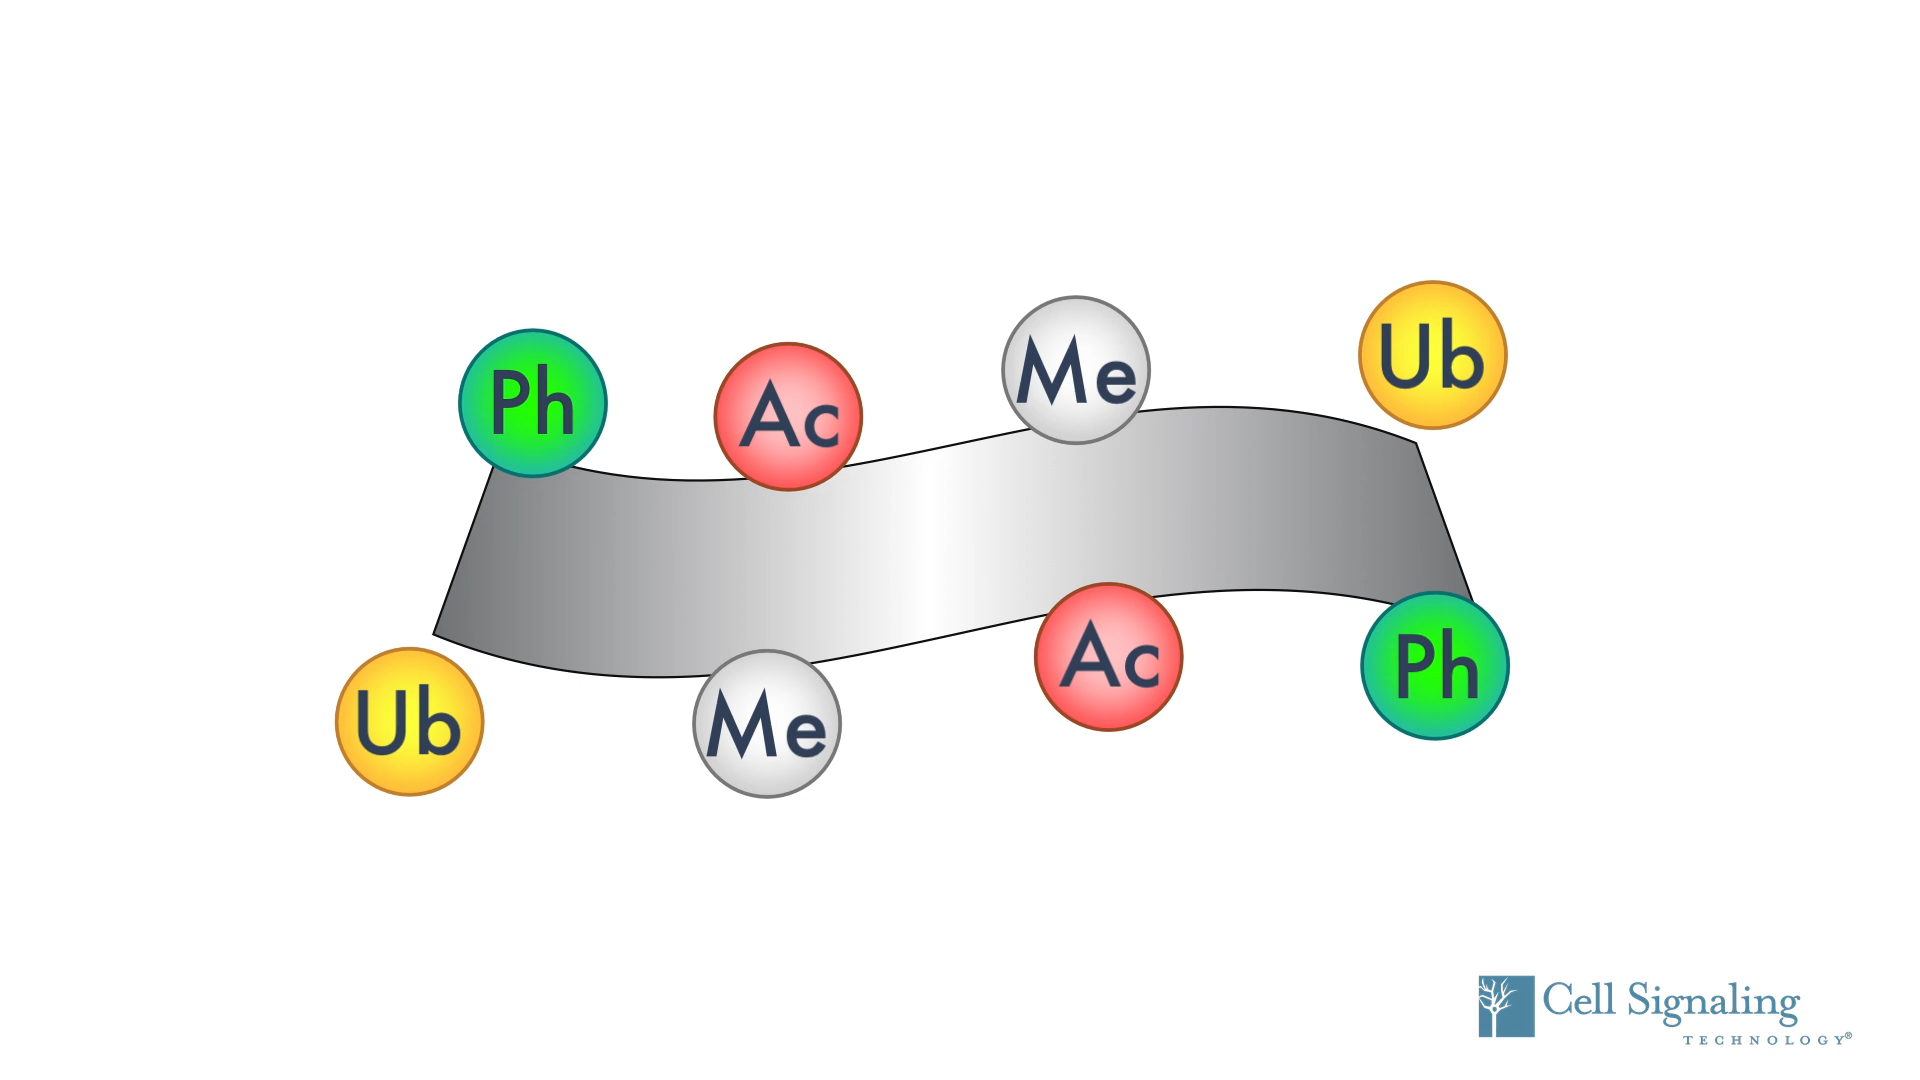 Ph
Ac
Me
Ub
Ub
Me
Ac
Ph
Cell Signaling
TECHNOLOGY®